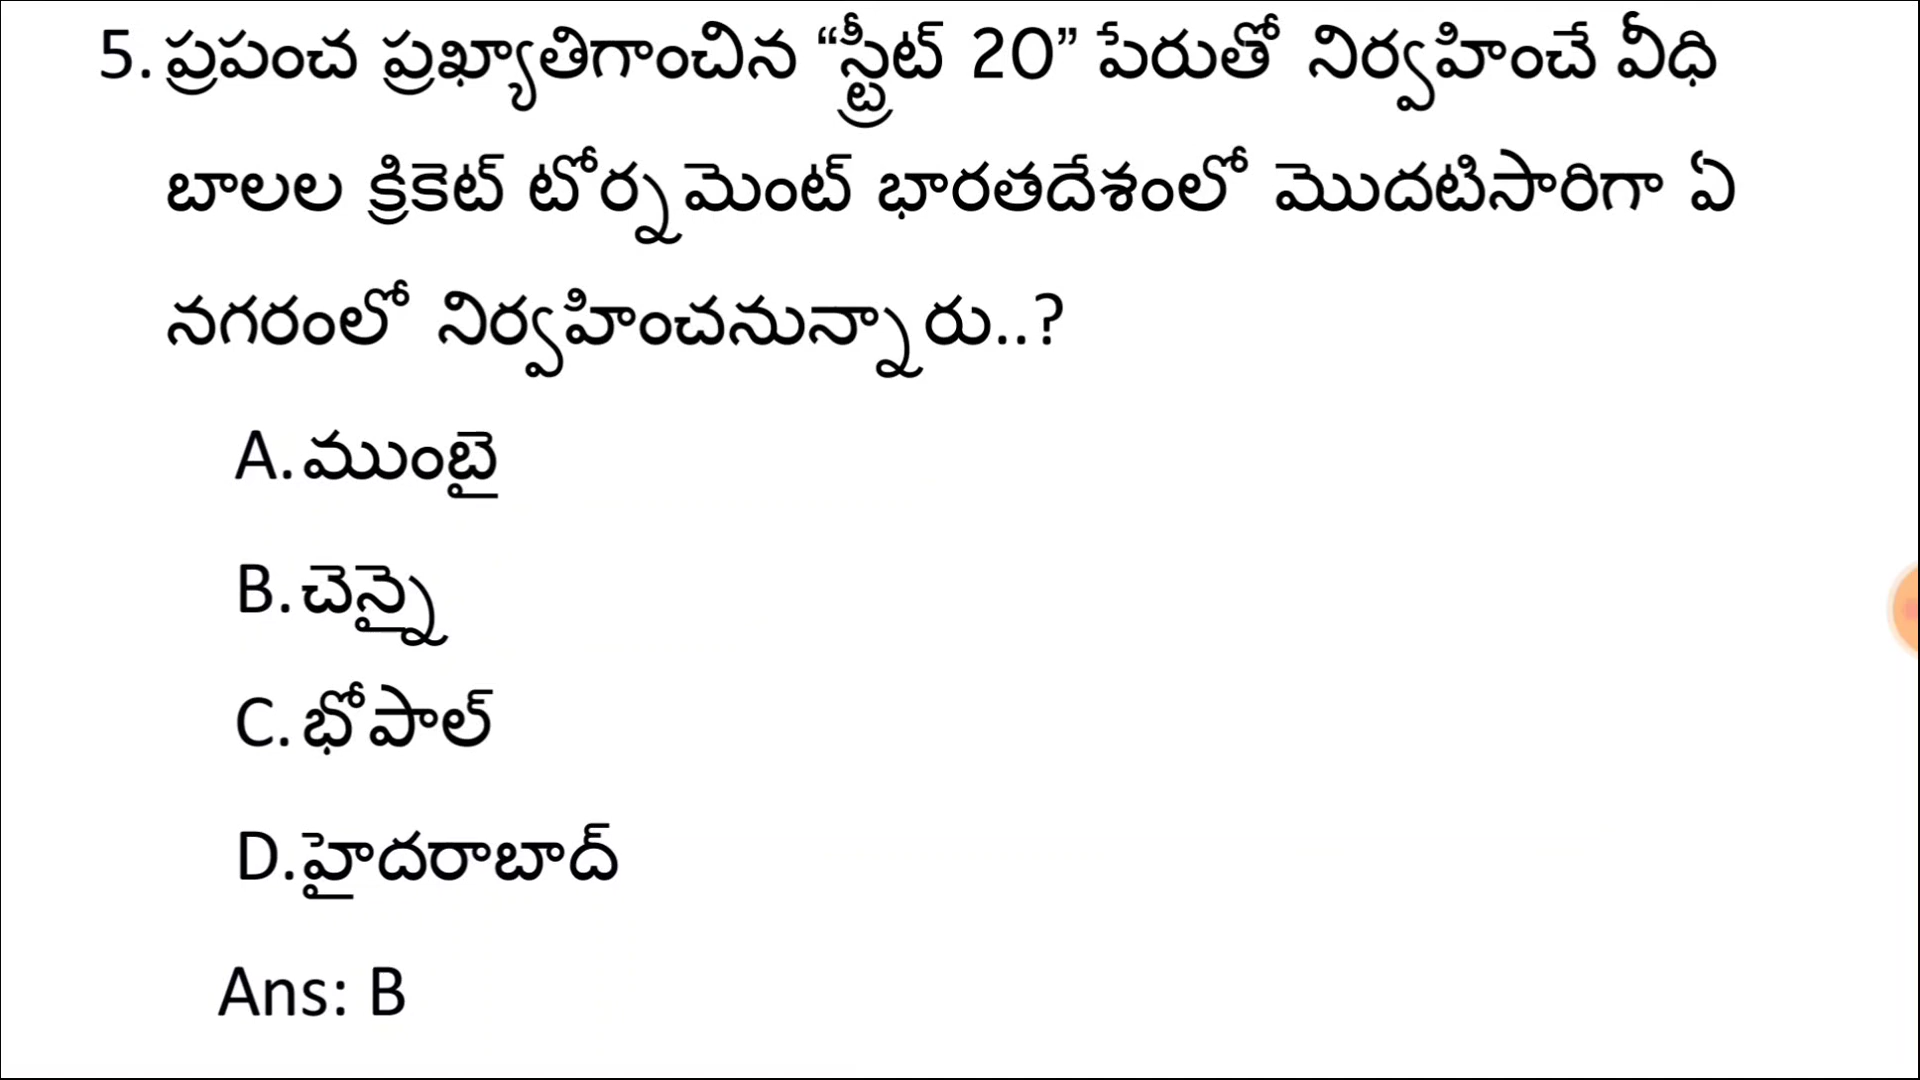 5. ప్రపంచ ప్రఖ్యాతిగాంచిన “స్ట్రీట్ 20” పేరుతో నిర్వహించే వీధి
బాలల క్రికెట్ టోర్నమెంట్ భారతదేశంలో మొదటిసారిగా ఏ
నగరంలో నిర్వహించనున్నారు..?
A. ముంబై
B. చెన్నై
C. భోపాల్
D. హైదరాబాద్
Ans: B